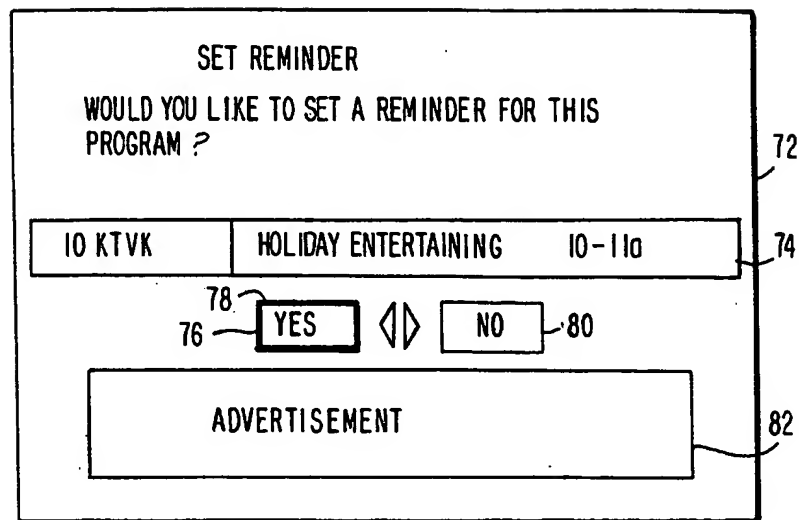 SET REMINDER
WOULD YOU LIKE TO SET A REMINDER FOR THIS
PROGRAM ?
72
10 KTVK HOLIDAY ENTERTAINING 10-11a
74
78
76 YES NO 80
ADVERTISEMENT
82